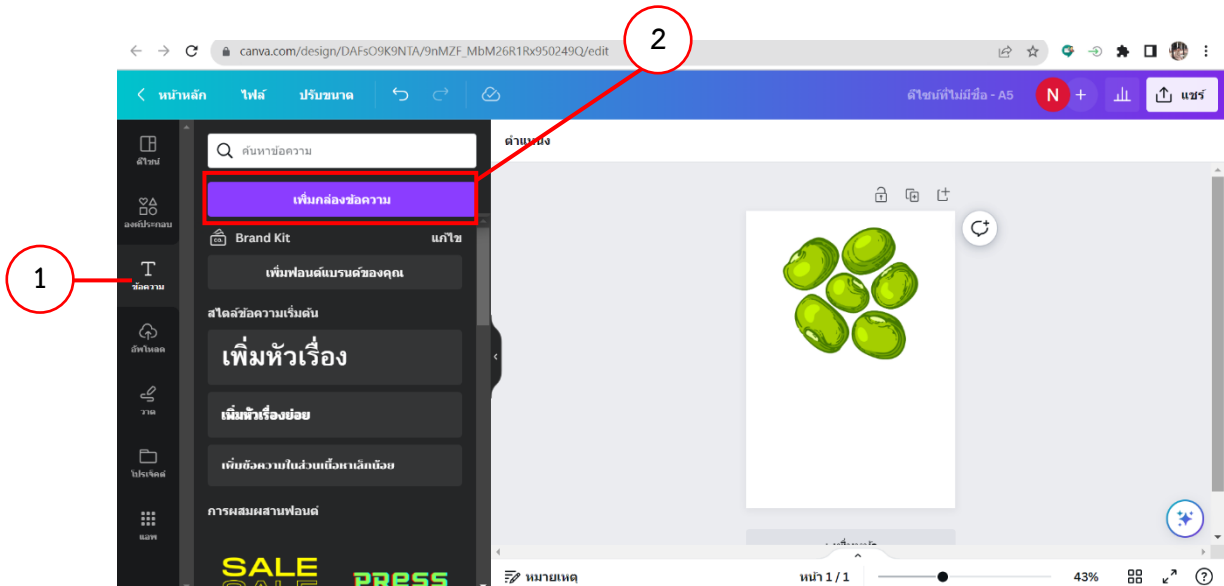 2
canva.com/design/DAFsO9K9NTA/9nMZF_MbM26R1Rx950249Q/edit
หน้าหลัก ไฟล์ ปรับขนาด ดีไซน์ที่ไม่มีชื่อ - A5 N + แชร์
ดีไซน์
ค้นหาข้อความ
ตำแหน่ง
เพิ่มกล่องข้อความ
องค์ประกอบ
CO. Brand Kit แก้ไข
1
ข้อความ
เพิ่มฟอนต์แบรนด์ของคุณ
สไตล์ข้อความเริ่มต้น
อัพโหลด
เพิ่มหัวเรื่อง
วาด
เพิ่มหัวเรื่องย่อย
โปรเจ็คต์
เพิ่มข้อความในส่วนเนื้อหาเล็กน้อย
แอพ
การผสมผสานฟอนต์
SALE
SALE
PRESS
หมายเหตุ หน้า 1 / 1 43%